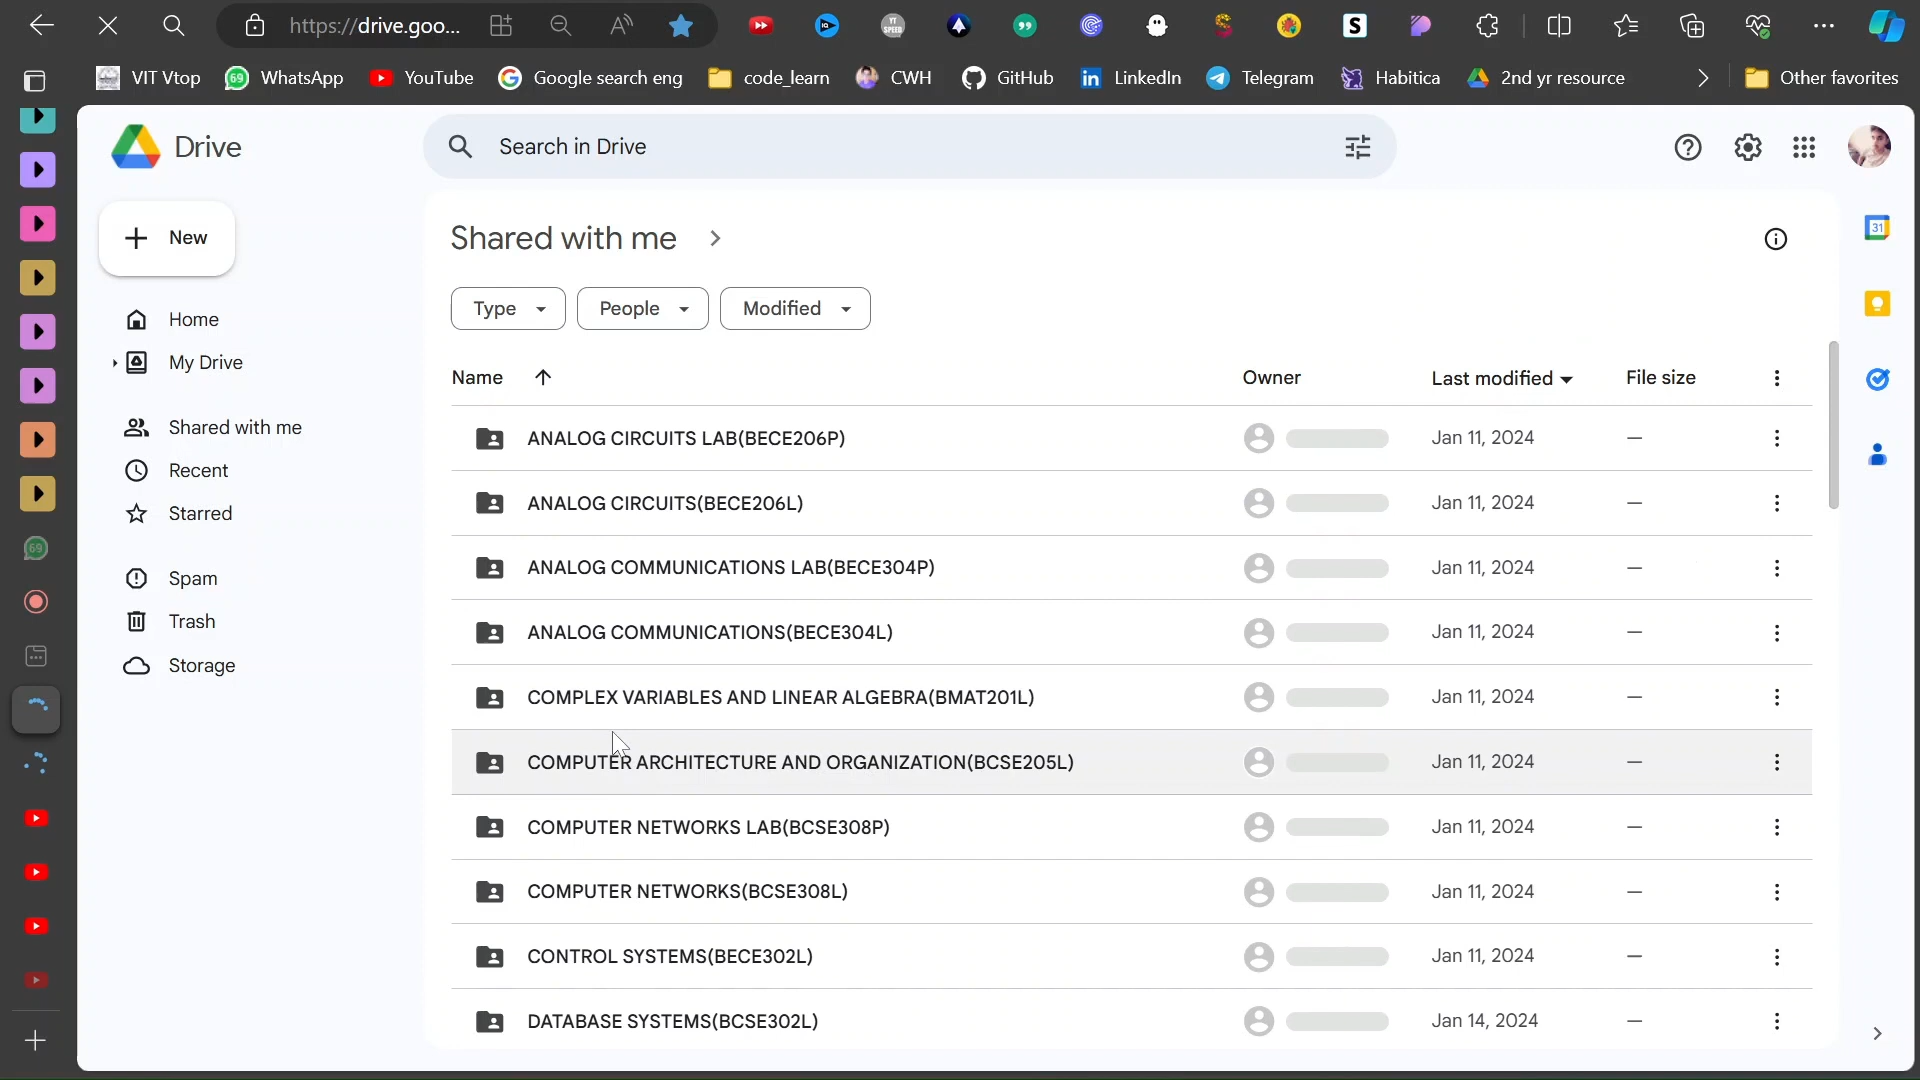 https://drive.goo...
YT SPEED
VIT Vtop
69 WhatsApp
YouTube
Google search eng
code_learn
CWH
GitHub
LinkedIn
Telegram
Habitica
2nd yr resource
Other favorites
Drive
Search in Drive
New
Shared with me
31
Type
People
Modified
Home
My Drive
Name
Owner
Last modified
File size
Shared with me
Recent
Starred
Spam
Trash
Storage
69
ANALOG CIRCUITS LAB(BECE206P) Jan 11, 2024 —
ANALOG CIRCUITS(BECE206L) Jan 11, 2024 —
ANALOG COMMUNICATIONS LAB(BECE304P) Jan 11, 2024 —
ANALOG COMMUNICATIONS(BECE304L) Jan 11, 2024 —
COMPLEX VARIABLES AND LINEAR ALGEBRA(BMAT201L) Jan 11, 2024 —
COMPUTER ARCHITECTURE AND ORGANIZATION(BCSE205L) Jan 11, 2024 —
COMPUTER NETWORKS LAB(BCSE308P) Jan 11, 2024 —
COMPUTER NETWORKS(BCSE308L) Jan 11, 2024 —
CONTROL SYSTEMS(BECE302L) Jan 11, 2024 —
DATABASE SYSTEMS(BCSE302L) Jan 14, 2024 —